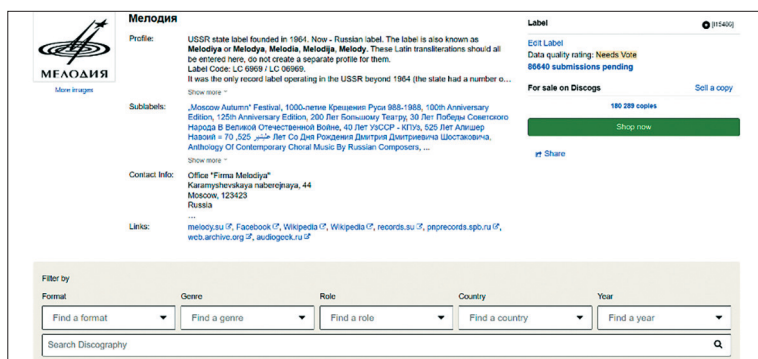 Мелодия
МЕЛОДИЯ
More images
Profile:
USSR state label founded in 1964. Now - Russian label. The label is also known as
Melodiya or Melodya, Melodia, Melodija, Melody. These Latin transliterations should all
be entered here, do not create a separate profile for them.
Label Code: LC 6969 / LC 06969.
It was the only record label operating in the USSR beyond 1964 (the state had a number o...
Show more
Sublabels:
„Moscow Autumn" Festival, 1000-летие Крещения Руси 988-1988, 100th Anniversary
Edition, 125th Anniversary Edition, 200 Лет Большому Театру, 30 Лет Победы Советского
Народа В Великой Отечественной Войне, 40 Лет УзССР - КПУз, 525 Лет Алишер
Навоий = 70 ,525 Лет Со Дня Рождения Дмитрия Дмитриевича Шостаковича,
Anthology Of Contemporary Choral Music By Russian Composers, ...
Show more
Contact Info:
Office "Firma Melodiya"
Karamyshevskaya naberejnaya, 44
Moscow, 123423
Russia
...
Links:
melody.su, Facebook, Wikipedia, Wikipedia, records.su, pnprecords.spb.ru,
web.archive.org, audiogeek.ru
Label
[l15406]
Edit Label
Data quality rating: Needs Vote
86640 submissions pending
For sale on Discogs
Sell a copy
180 289 copies
Shop now
Share
Filter by
Format
Genre
Role
Country
Year
Find a format
Find a genre
Find a role
Find a country
Find a year
Search Discography